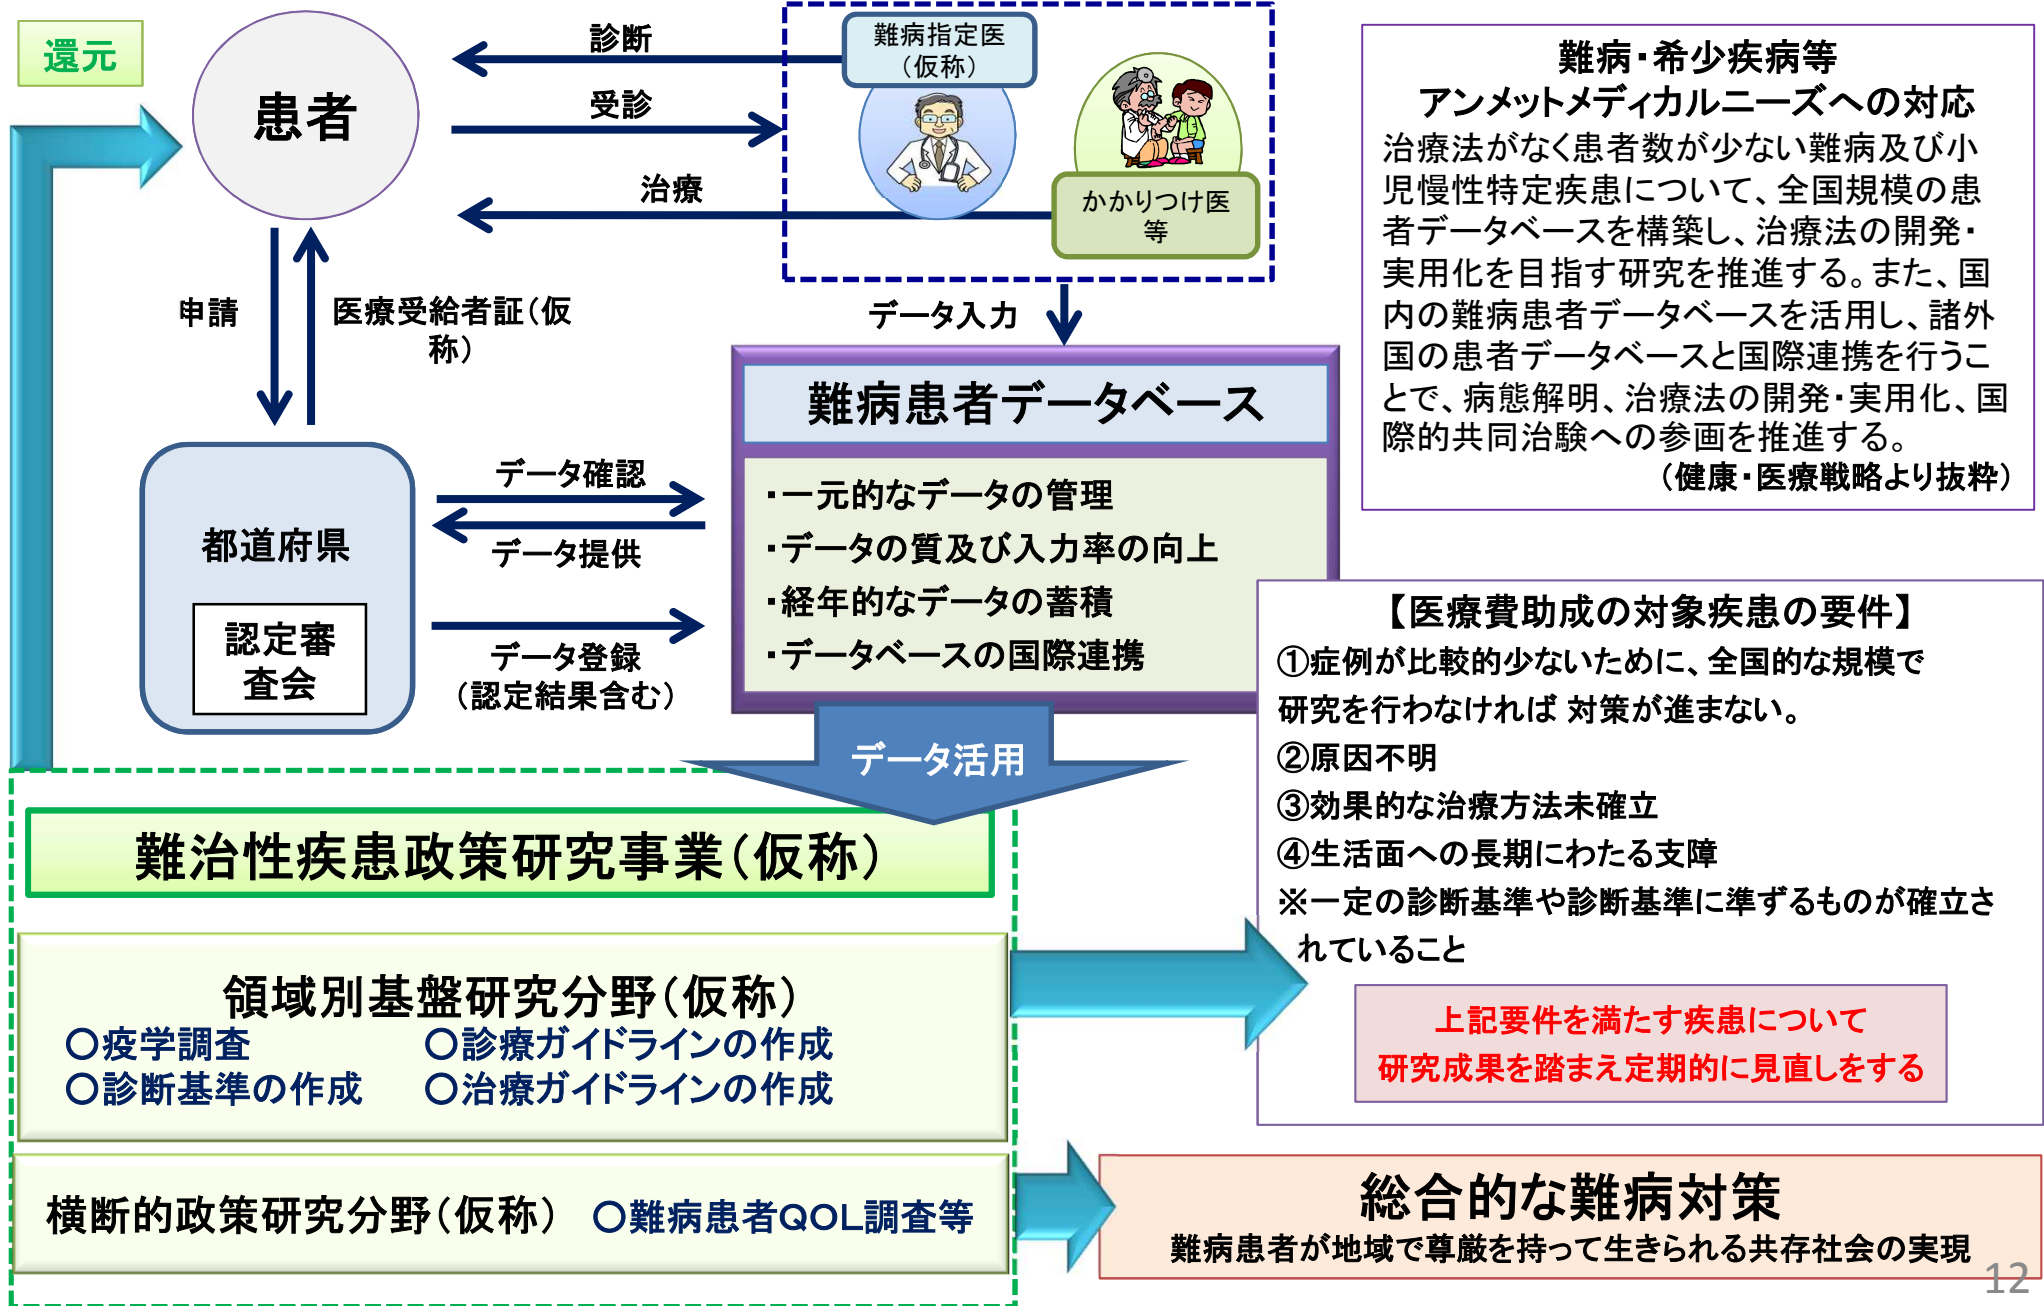 還元
患者
診断
受診
治療
難病指定医
（仮称）
かかりつけ医
等
申請
医療受給者証（仮
称）
データ入力
都道府県
認定審
査会
データ確認
データ提供
データ登録
（認定結果含む）
難病患者データベース
・一元的なデータの管理
・データの質及び入力率の向上
・経年的なデータの蓄積
・データベースの国際連携
データ活用
難病・希少疾病等
アンメットメディカルニーズへの対応
治療法がなく患者数が少ない難病及び小
児慢性特定疾患について、全国規模の患
者データベースを構築し、治療法の開発・
実用化を目指す研究を推進する。また、国
内の難病患者データベースを活用し、諸外
国の患者データベースと国際連携を行うこ
とで、病態解明、治療法の開発・実用化、国
際的共同治験への参画を推進する。
（健康・医療戦略より抜粋）
【医療費助成の対象疾患の要件】
①症例が比較的少ないために、全国的な規模で
研究を行わなければ 対策が進まない。
②原因不明
③効果的な治療方法未確立
④生活面への長期にわたる支障
※一定の診断基準や診断基準に準ずるものが確立さ
れていること
上記要件を満たす疾患について
研究成果を踏まえ定期的に見直しをする
難治性疾患政策研究事業（仮称）
領域別基盤研究分野（仮称）
○疫学調査 ○診療ガイドラインの作成
○診断基準の作成 ○治療ガイドラインの作成
横断的政策研究分野（仮称） ○難病患者QOL調査等
総合的な難病対策
難病患者が地域で尊厳を持って生きられる共存社会の実現
12